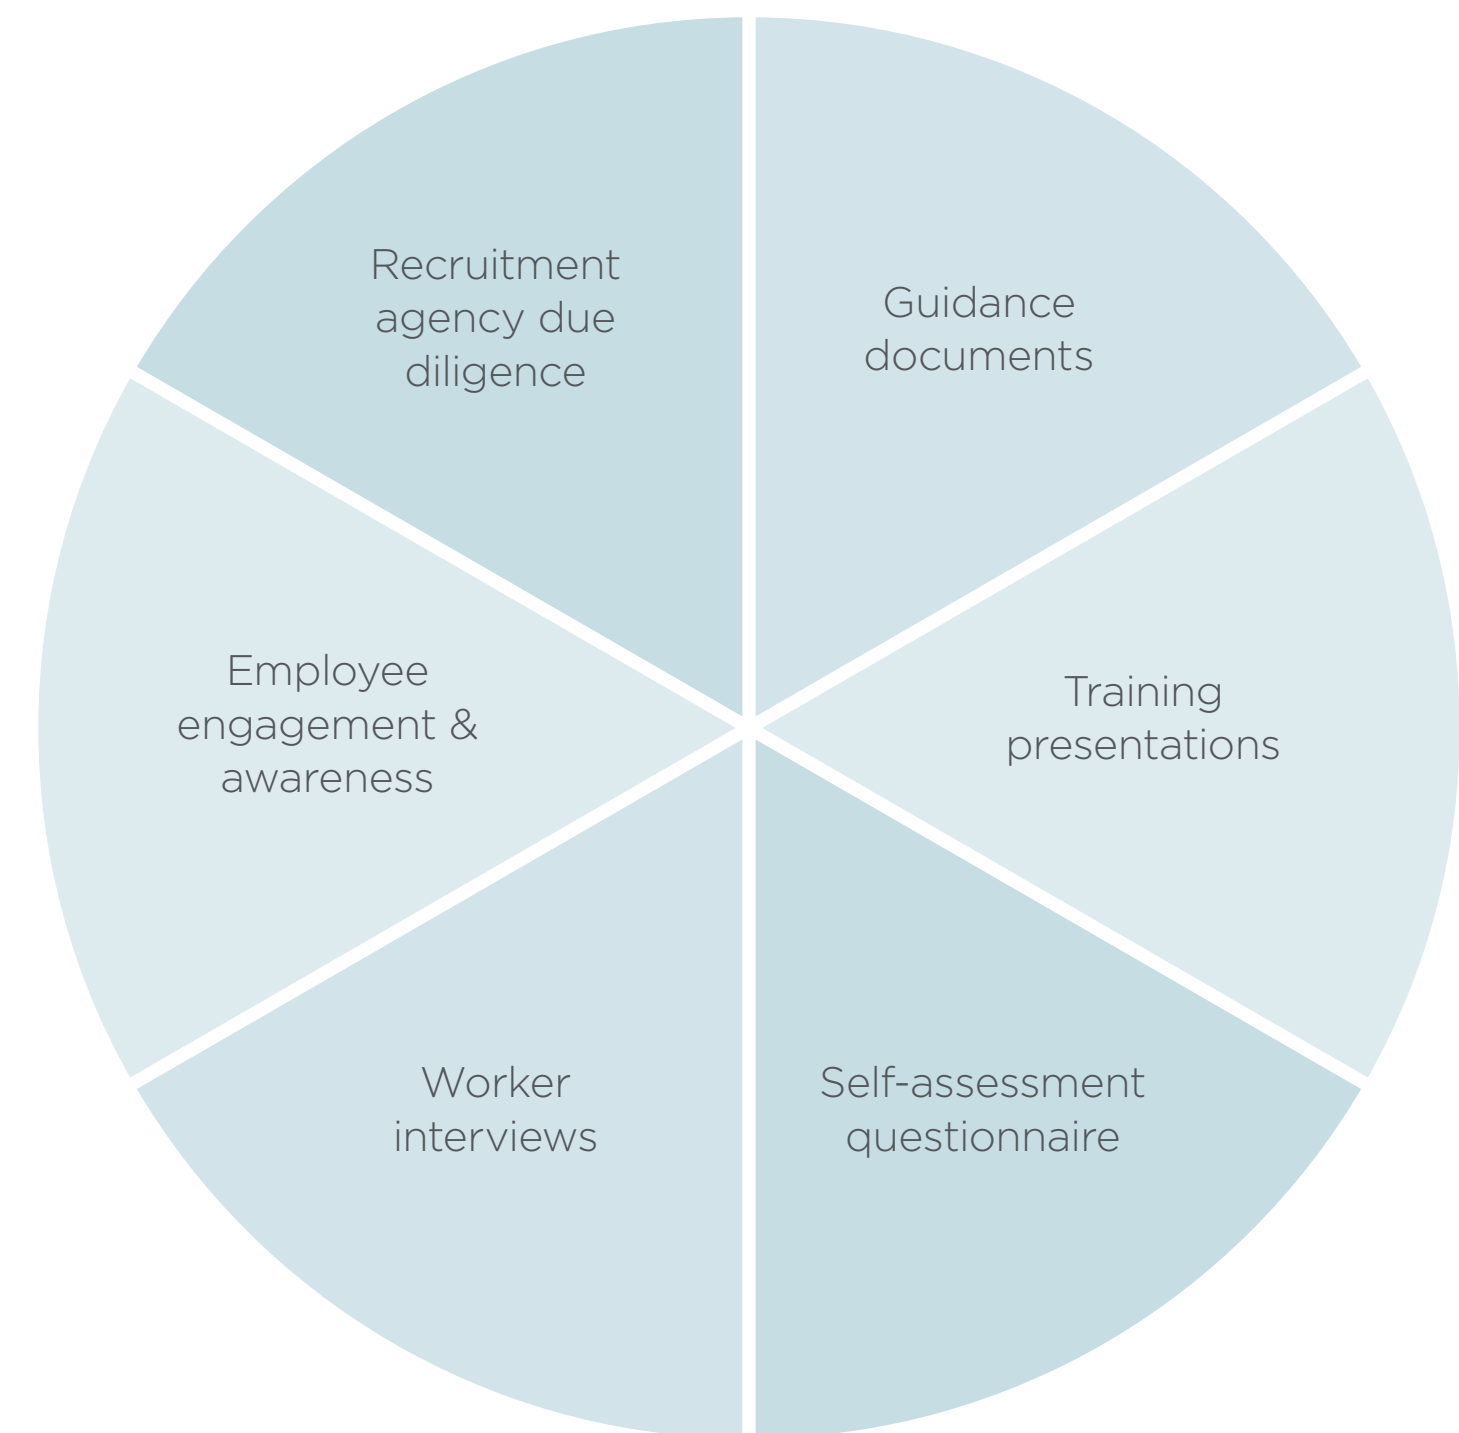 Recruitment
agency due
diligence
Guidance
documents
Employee
engagement &
awareness
Training
presentations
Worker
interviews
Self-assessment
questionnaire